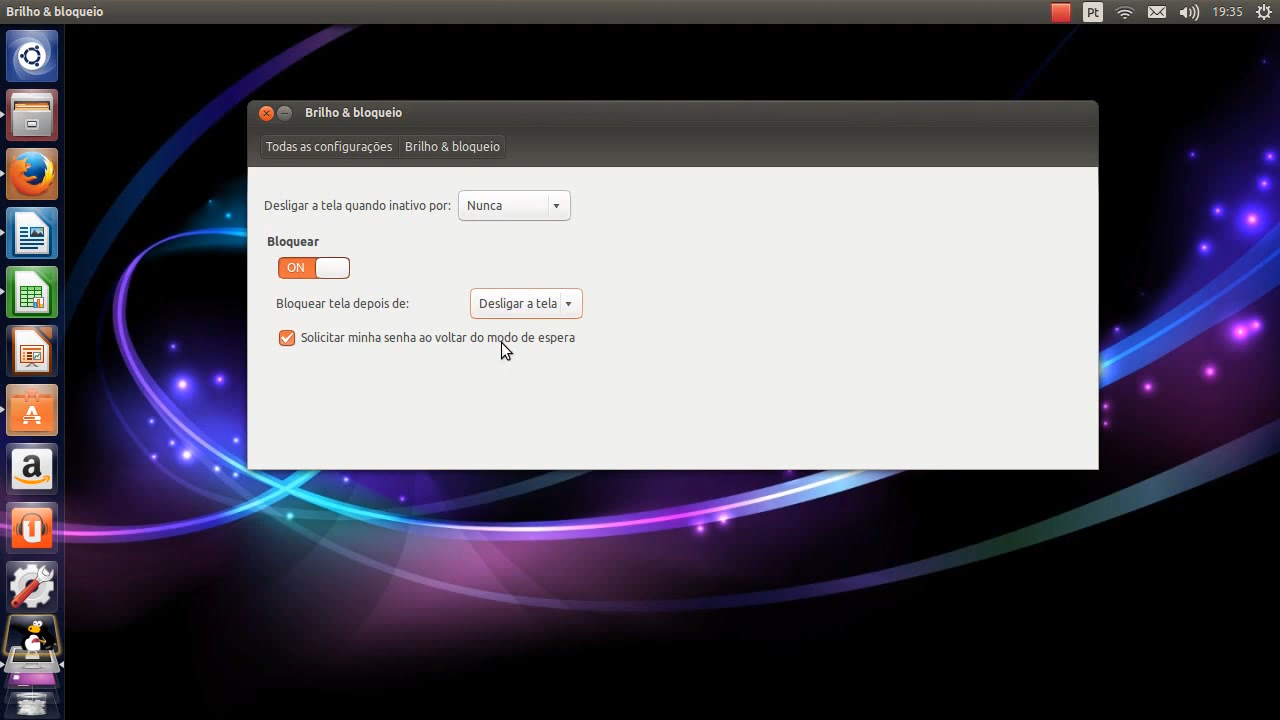 Brilho & bloqueio
Pt
19:35
Brilho & bloqueio
Todas as configurações
Brilho & bloqueio
Desligar a tela quando inativo por: Nunca
Bloquear
ON
Bloquear tela depois de: Desligar a tela
Solicitar minha senha ao voltar do modo de espera
A
a
U
1